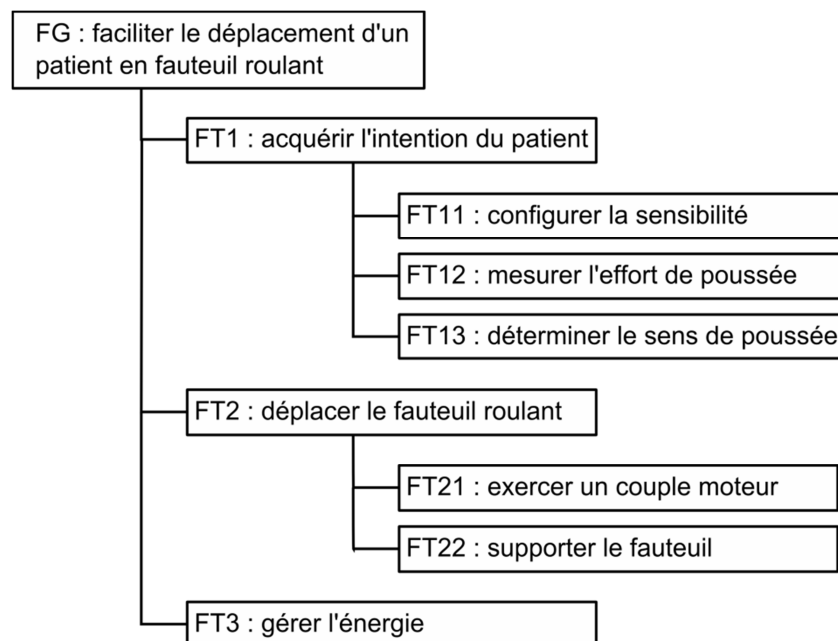 FG : faciliter le déplacement d'un
patient en fauteuil roulant
FT1 : acquérir l'intention du patient
FT11 : configurer la sensibilité
FT12 : mesurer l'effort de poussée
FT13 : déterminer le sens de poussée
FT2 : déplacer le fauteuil roulant
FT21 : exercer un couple moteur
FT22 : supporter le fauteuil
FT3 : gérer l'énergie